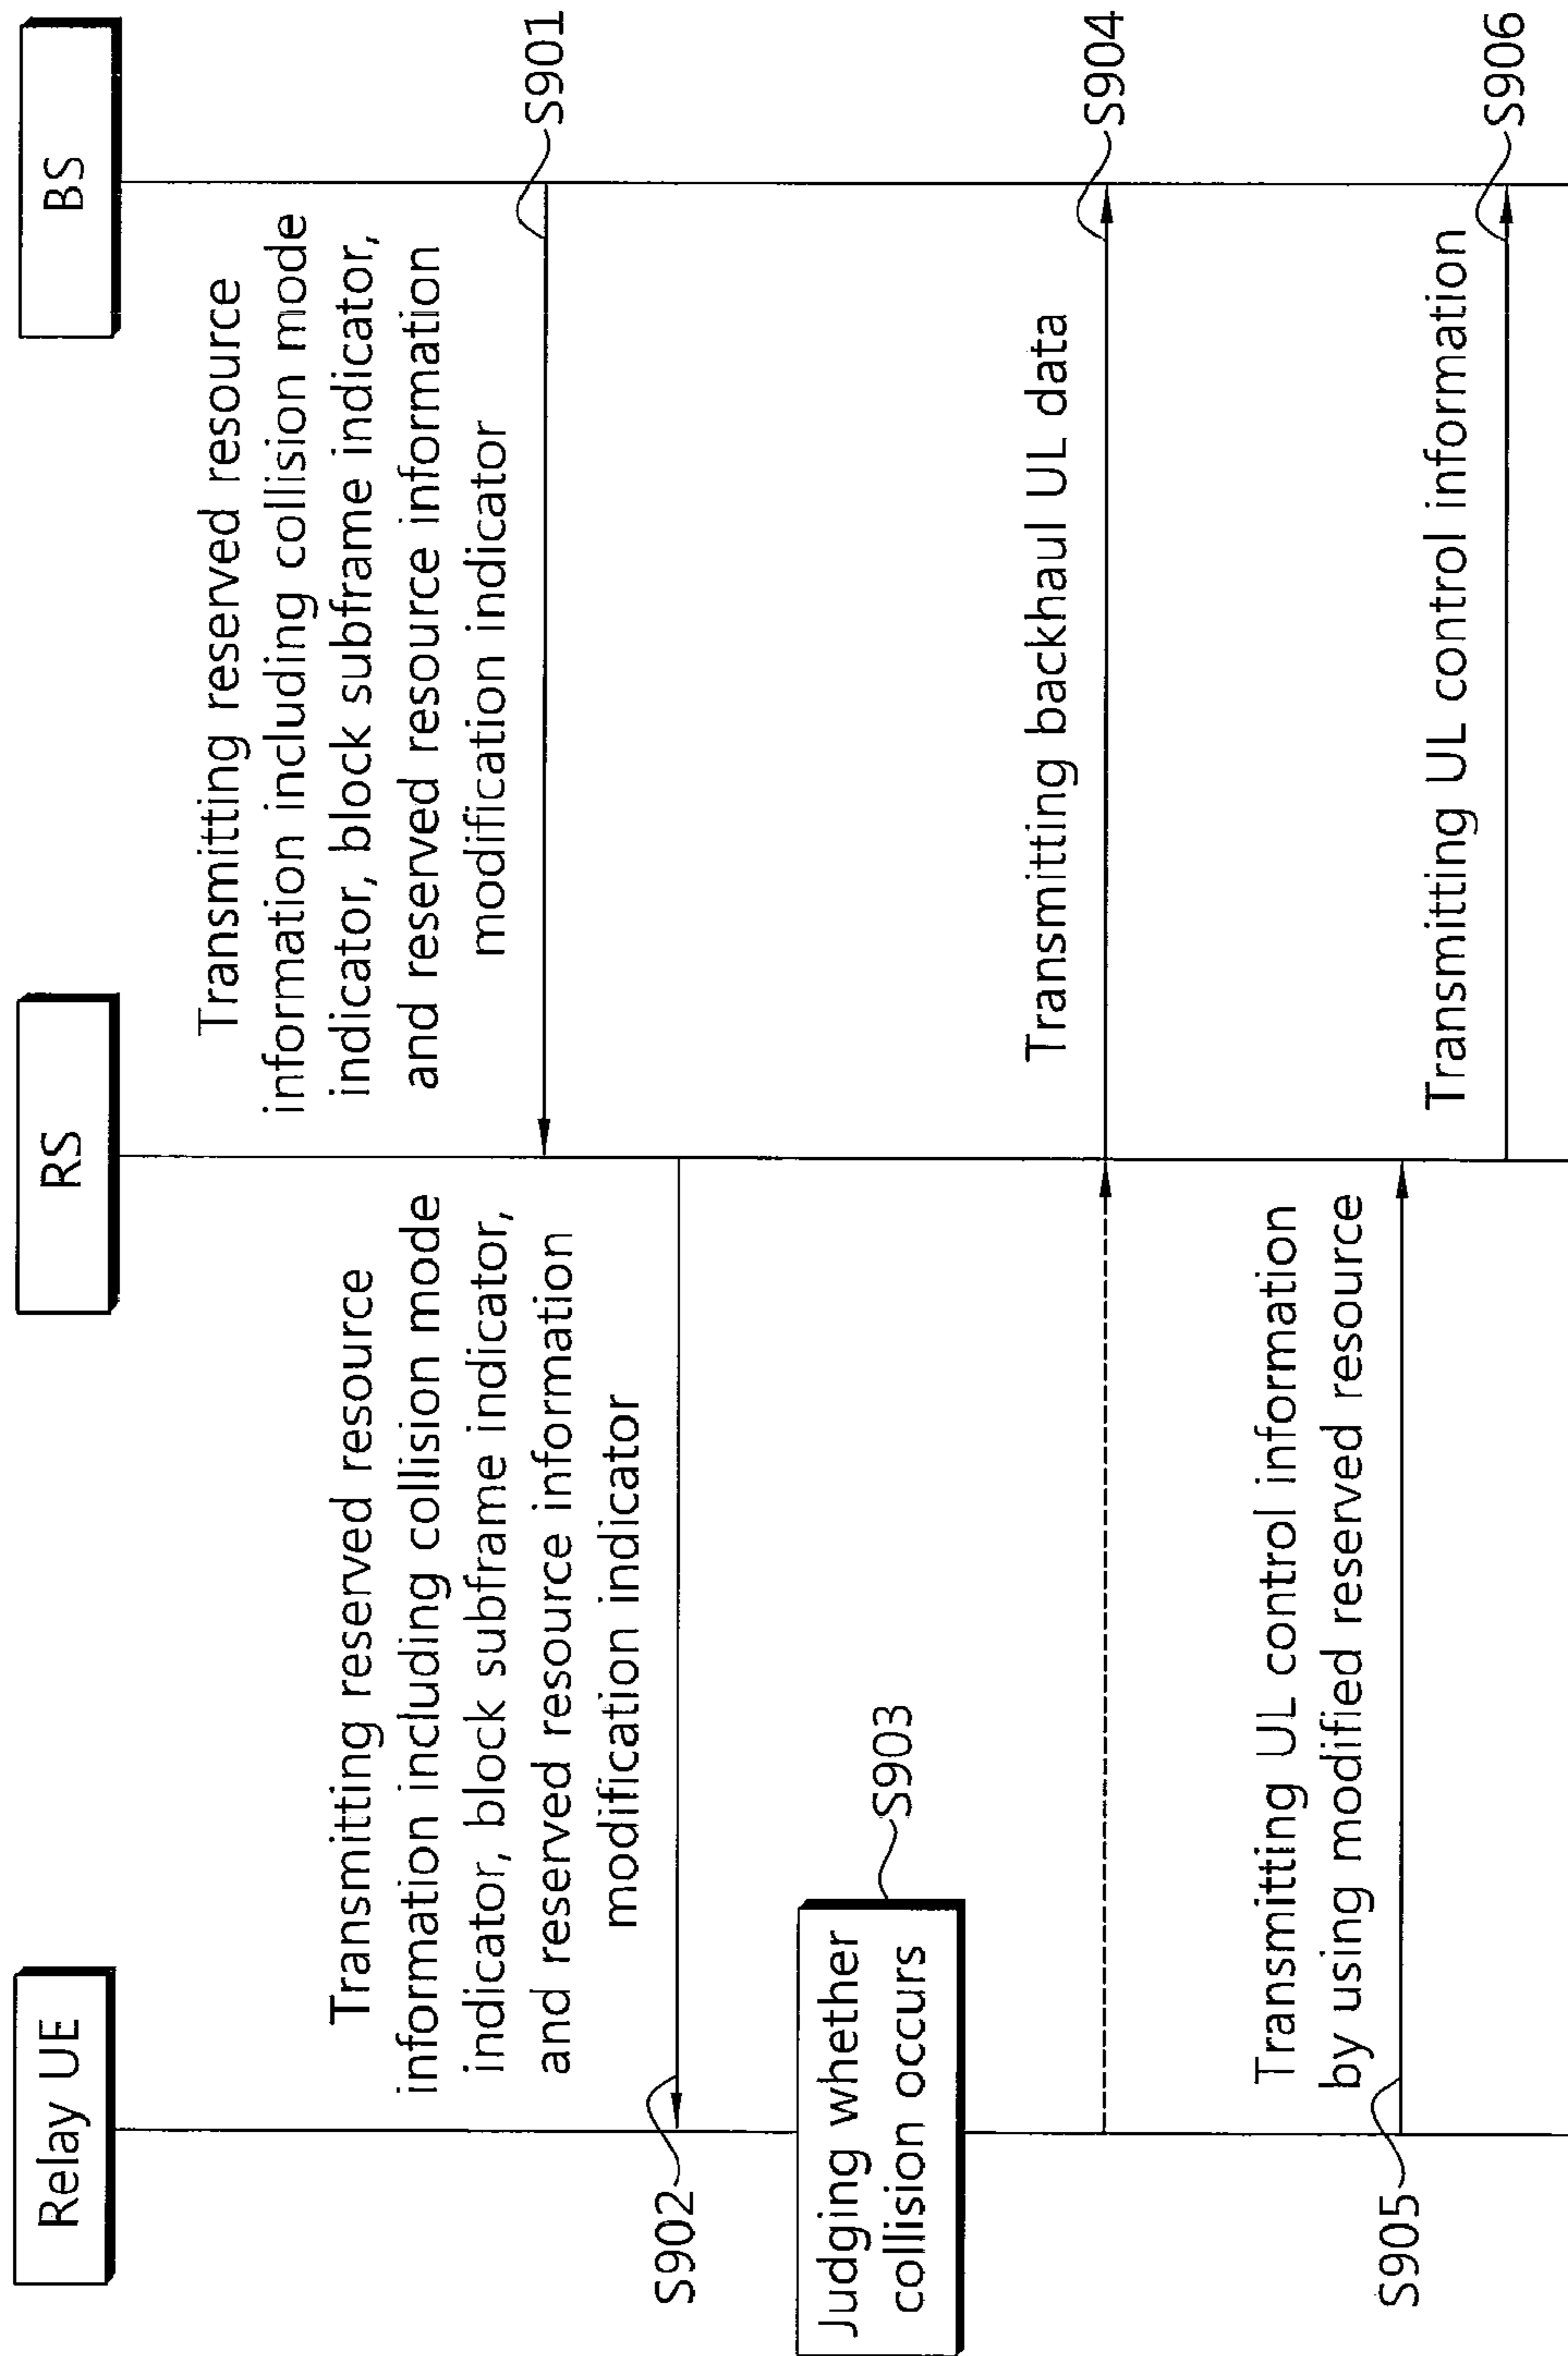 Relay UE
RS
BS
Transmitting reserved resource
information including collision mode
indicator, block subframe indicator,
and reserved resource information
modification indicator
S901
Transmitting reserved resource
information including collision mode
indicator, block subframe indicator,
and reserved resource information
modification indicator
S902
Judging whether
collision occurs
S903
Transmitting backhaul UL data
S904
Transmitting UL control information
by using modified reserved resource
S905
Transmitting UL control information
S906